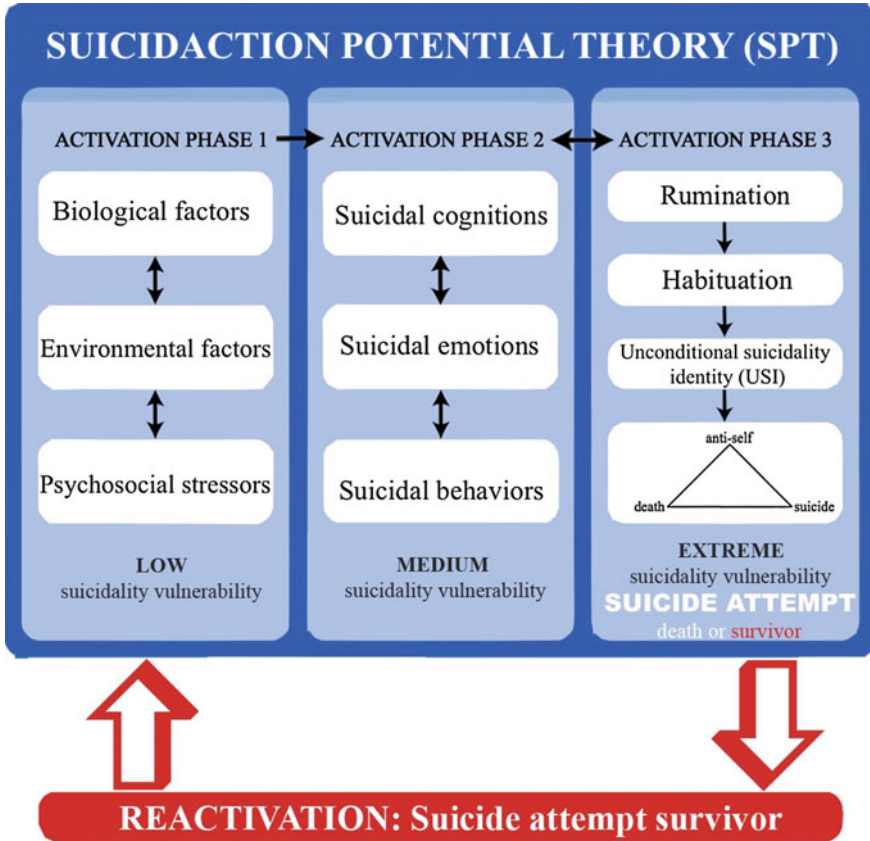 SUICIDACTION POTENTIAL THEORY (SPT)
ACTIVATION PHASE 1
Biological factors
Environmental factors
Psychosocial stressors
LOW
suicidality vulnerability
ACTIVATION PHASE 2
Suicidal cognitions
Suicidal emotions
Suicidal behaviors
MEDIUM
suicidality vulnerability
ACTIVATION PHASE 3
Rumination
Habituation
Unconditional suicidality
identity (USI)
anti-self
death suicide
EXTREME
suicidality vulnerability
SUICIDE ATTEMPT
death or survivor
REACTIVATION: Suicide attempt survivor